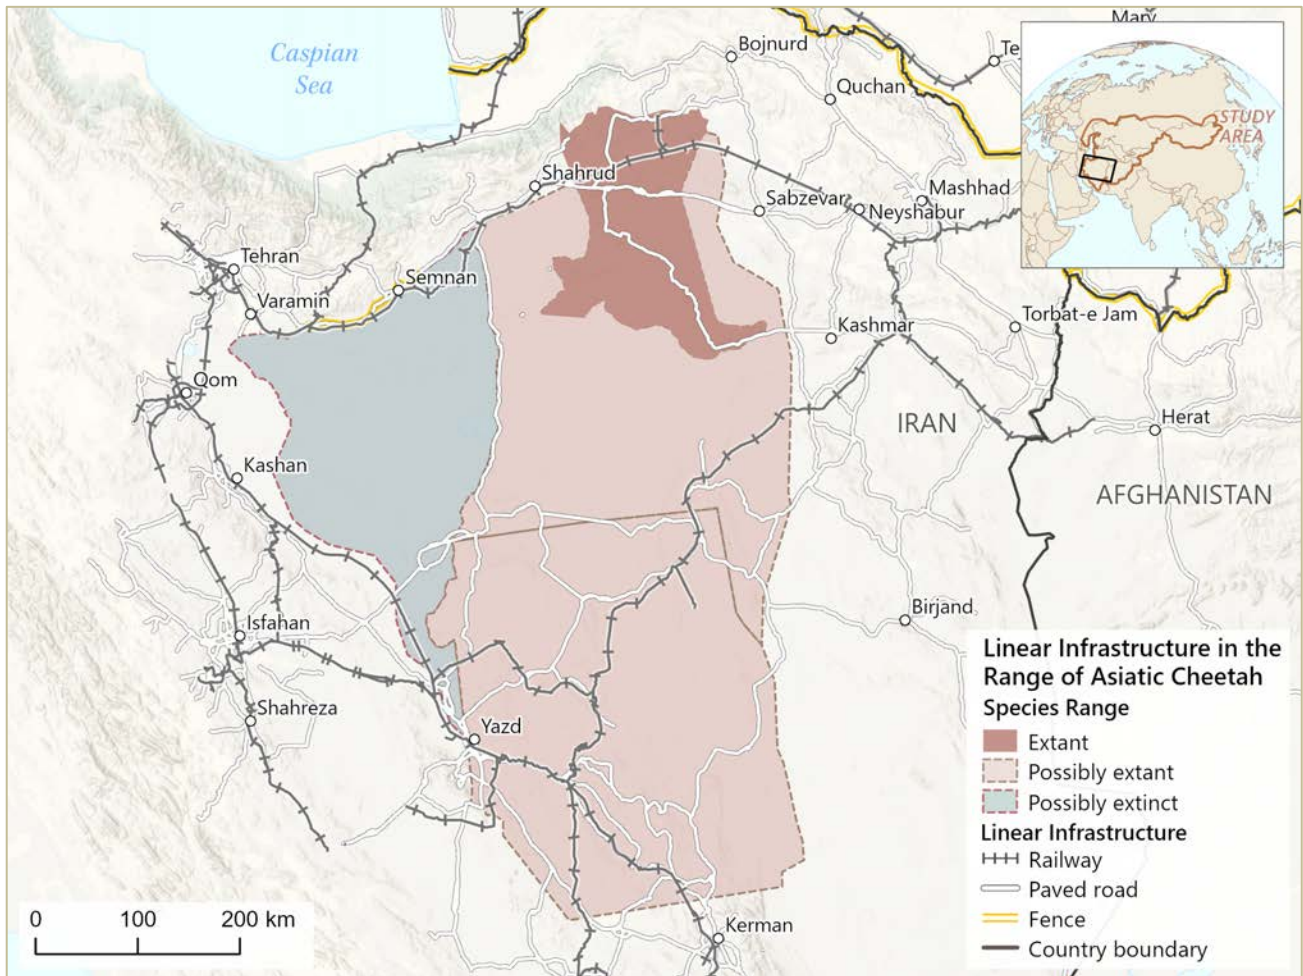 Caspian
Sea
Bojnurd
Mary
Te
Quchan
STUDY
AREA
Shahrud
Mashhad
Sabzevar
Neyshabur
Tehran
Semnan
Varamin
Torbat-e Jam
Kashmar
Qom
IRAN
Herat
Kashan
AFGHANISTAN
Birjand
Isfahan
Shahreza
Yazd
Kerman
Linear Infrastructure in the
Range of Asiatic Cheetah
Species Range
Extant
Possibly extant
Possibly extinct
Linear Infrastructure
Railway
Paved road
Fence
Country boundary
0 100 200 km